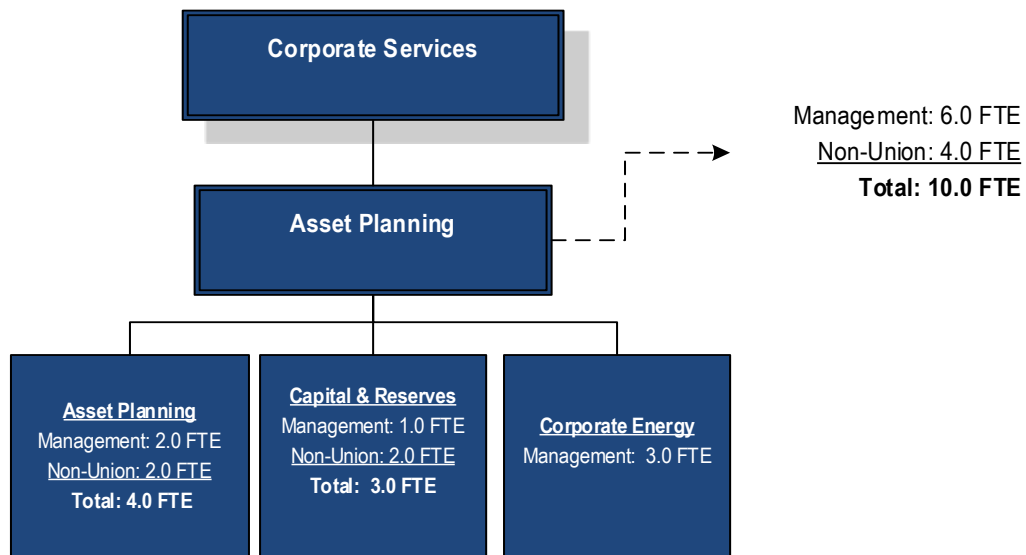 Corporate Services
Management: 6.0 FTE
Non-Union: 4.0 FTE
Total: 10.0 FTE
Asset Planning
Asset Planning
Management: 2.0 FTE
Non-Union: 2.0 FTE
Total: 4.0 FTE
Capital & Reserves
Management: 1.0 FTE
Non-Union: 2.0 FTE
Total: 3.0 FTE
Corporate Energy
Management: 3.0 FTE